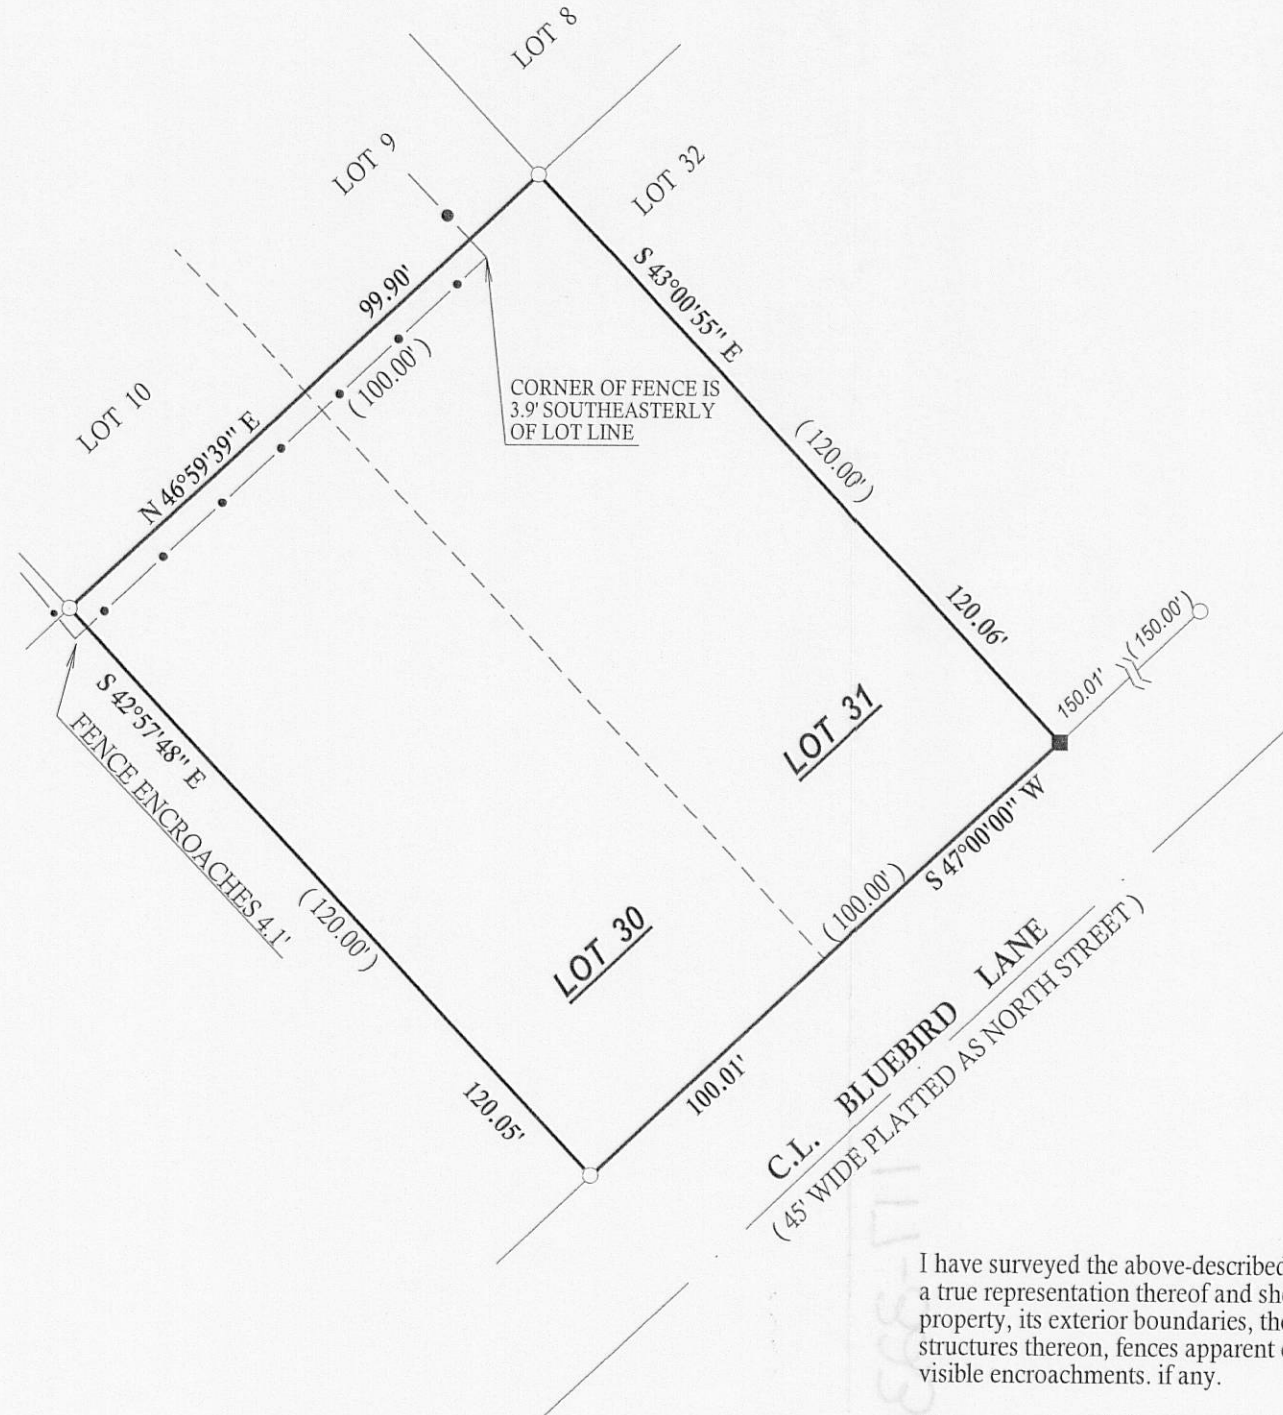 LOT 8
LOT 9
LOT 32
99.90'
S 43°00'55" E
(100.00')
LOT 10
CORNER OF FENCE IS
3.9' SOUTHEASTERLY
OF LOT LINE
N 46°59'39" E
(120.00')
120.06'
(150.00')
150.01'
S 42°57'48" E
FENCE ENCROACHES 4.1'
LOT 31
S 47°00'00" W
(100.00')
(120.00')
LOT 30
100.01'
120.05'
C.L. BLUEBIRD LANE
(45' WIDE PLATTED AS NORTH STREET)
I have surveyed the above-described
a true representation thereof and
property, its exterior boundaries,
structures thereon, fences apparent
visible encroachments. if any.